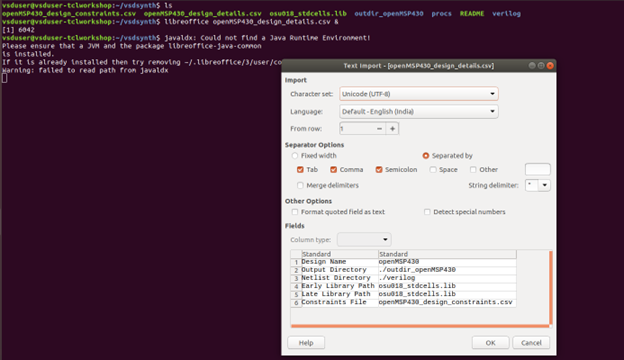 vsduser@vsduser-tclworkshop:~/vsdsynth$ ls
openMSP430_design_constraints.csv openMSP430_design_details.csv osu018_stdcells.lib outdir_openMSP430 procs README verilog
vsduser@vsduser-tclworkshop:~/vsdsynth$ libreoffice openMSP430_design_details.csv &
[1] 6042
vsduser@vsduser-tclworkshop:~/vsdsynth$ javaldx: Could not find a Java Runtime Environment!
Please ensure that a JVM and the package libreoffice-java-common
is installed.
If it is already installed then try removing ~/.libreoffice/3/user/co
Warning: failed to read path from javaldx
Text Import - [openMSP430_design_details.csv]
Import
Character set: Unicode (UTF-8)
Language: Default - English (India)
From row: 1 - +
Separator Options
Fixed width Separated by
Tab Comma Semicolon Space Other
Merge delimiters String delimiter: "
Other Options
Format quoted field as text Detect special numbers
Fields
Column type:
Standard Standard
1 Design Name openMSP430
2 Output Directory ./outdir_openMSP430
3 Netlist Directory ./verilog
4 Early Library Path osu018_stdcells.lib
5 Late Library Path osu018_stdcells.lib
6 Constraints File openMSP430_design_constraints.csv
Help OK Cancel